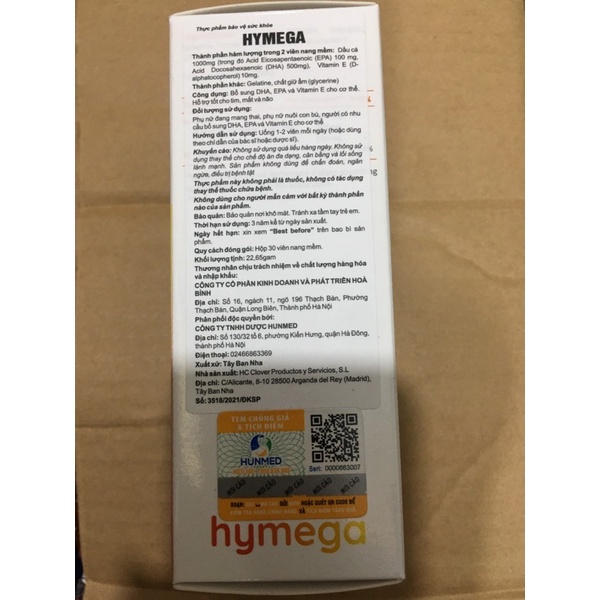 Thực phẩm bảo vệ sức khỏe
HYMEGA
Thành phần hàm lượng trong 2 viên nang mềm: Dầu cá
1000mg (trong đó Acid Eicosapentaenoic (EPA) 100 mg,
Acid Docosahexaenoic (DHA) 500mg), Vitamin E (D-
alphatocopherol) 10mg.
Thành phần khác: Gelatine, chất giữ ẩm (glycerine)
Công dụng: Bổ sung DHA, EPA và Vitamin E cho cơ thể.
Hỗ trợ tốt cho tim, mắt và não
Đối tượng sử dụng:
Phụ nữ đang mang thai, phụ nữ nuôi con bú, người có nhu
cầu bổ sung DHA, EPA và Vitamin E cho cơ thể
Hướng dẫn sử dụng: Uống 1-2 viên mỗi ngày (hoặc dùng
theo chỉ dẫn của bác sĩ hoặc dược sĩ).
Khuyến cáo: Không sử dụng quá liều hàng ngày. Không sử
dụng thay thế cho chế độ ăn đa dạng, cân bằng và lối sống
lành mạnh. Sản phẩm không dùng để chẩn đoán, ngăn
ngừa, điều trị bệnh tật
Thực phẩm này không phải là thuốc, không có tác dụng
thay thế thuốc chữa bệnh.
Không dùng cho người mẫn cảm với bất kỳ thành phần
nào của sản phẩm.
Bảo quản: Bảo quản nơi khô mát. Tránh xa tầm tay trẻ em.
Thời hạn sử dụng: 3 năm kể từ ngày sản xuất.
Ngày hết hạn: xin xem "Best before" trên bao bì sản
phẩm.
Quy cách đóng gói: Hộp 30 viên nang mềm.
Khối lượng tịnh: 22,65gam
Thương nhân chịu trách nhiệm về chất lượng hàng hóa
và nhập khẩu:
CÔNG TY CỔ PHẦN KINH DOANH VÀ PHÁT TRIỂN HOÀ
BÌNH
Địa chỉ: Số 16, ngách 11, ngõ 196 Thạch Bàn, Phường
Thạch Bàn, Quận Long Biên, Thành phố Hà Nội
Phân phối độc quyền bởi:
CÔNG TY TNHH DƯỢC HUNMED
Địa chỉ: Số 130/32 tổ 6, phường Kiến Hưng, quận Hà Đông,
thành phố Hà Nội
Điện thoại: 02466863369
Xuất xứ: Tây Ban Nha
Nhà sản xuất: HC Clover Productos y Servicios, S.L
Địa chỉ: C/Alicante, 8-10 28500 Arganda del Rey (Madrid),
Tây Ban Nha
Số: 3518/2021/ĐKSP
TEM CHỐNG GIẢ
& TÍCH ĐIỂM
HUNMED
Seri: 0000663007
hymega